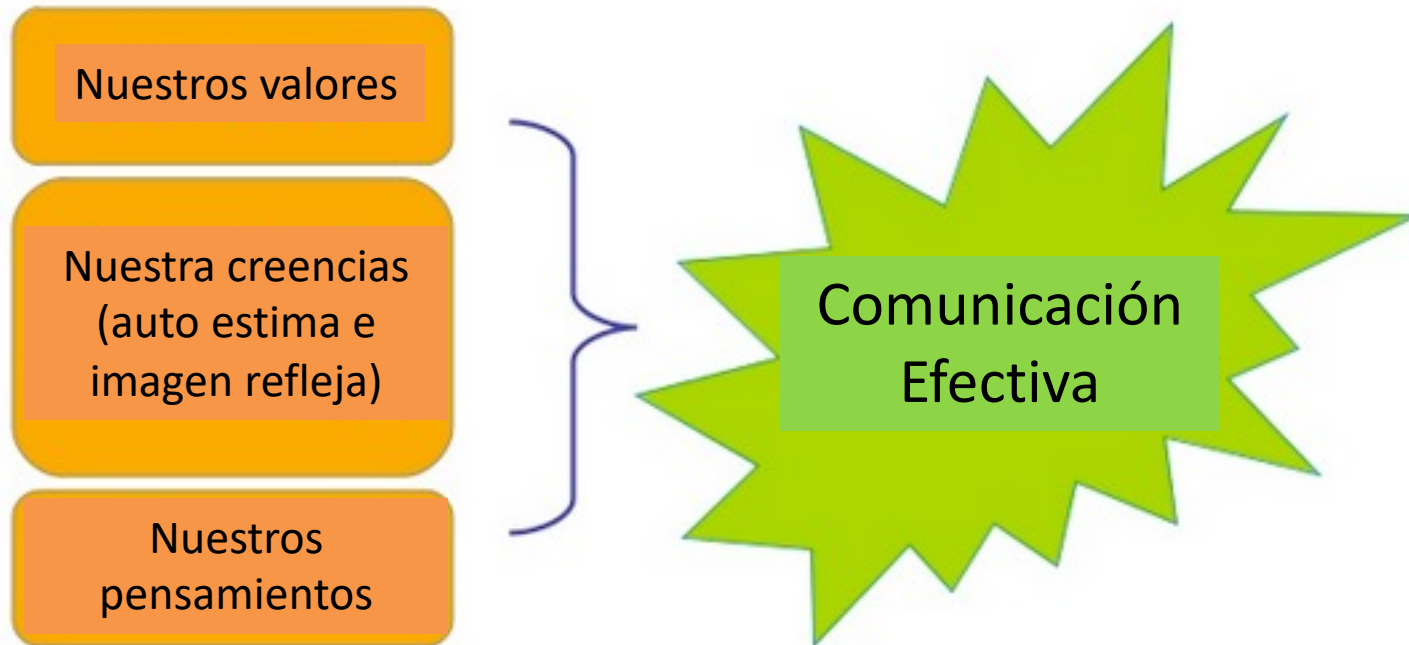 Nuestros valores
Nuestra creencias
(auto estima e
imagen refleja)
Nuestros
pensamientos
Comunicación
Efectiva